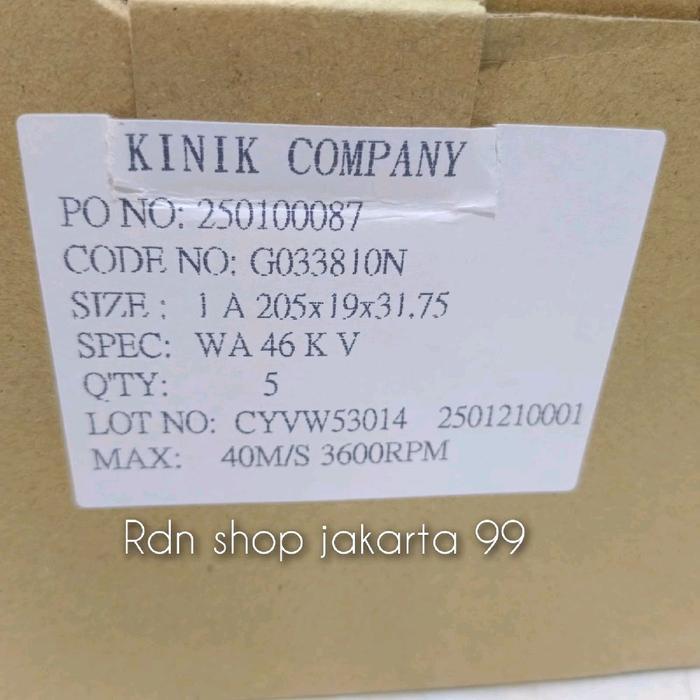 KINIK COMPANY
PO NO: 250100087
CODE NO: G033810N
SIZE : 1 A 205x19x31.75
SPEC: WA 46 K V
Q'TY: 5
LOT NO: CYVW53014 2501210001
MAX: 40M/S 3600RPM
Rdn shop jakarta 99